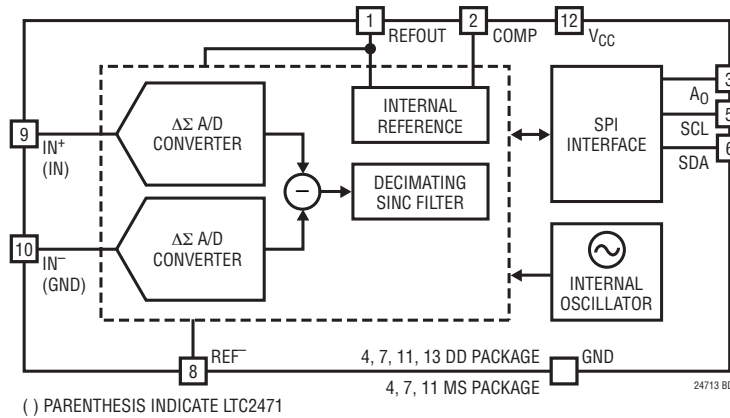 1
REFOUT
2
COMP
12
VCC
9
IN+
(IN)
10
IN−
(GND)
ΔΣ A/D
CONVERTER
ΔΣ A/D
CONVERTER
INTERNAL
REFERENCE
−
DECIMATING
SINC FILTER
SPI
INTERFACE
3
A0
5
SCL
6
SDA
INTERNAL
OSCILLATOR
8
REF−
4, 7, 11, 13 DD PACKAGE
4, 7, 11 MS PACKAGE
GND
24713 BD
( ) PARENTHESIS INDICATE LTC2471